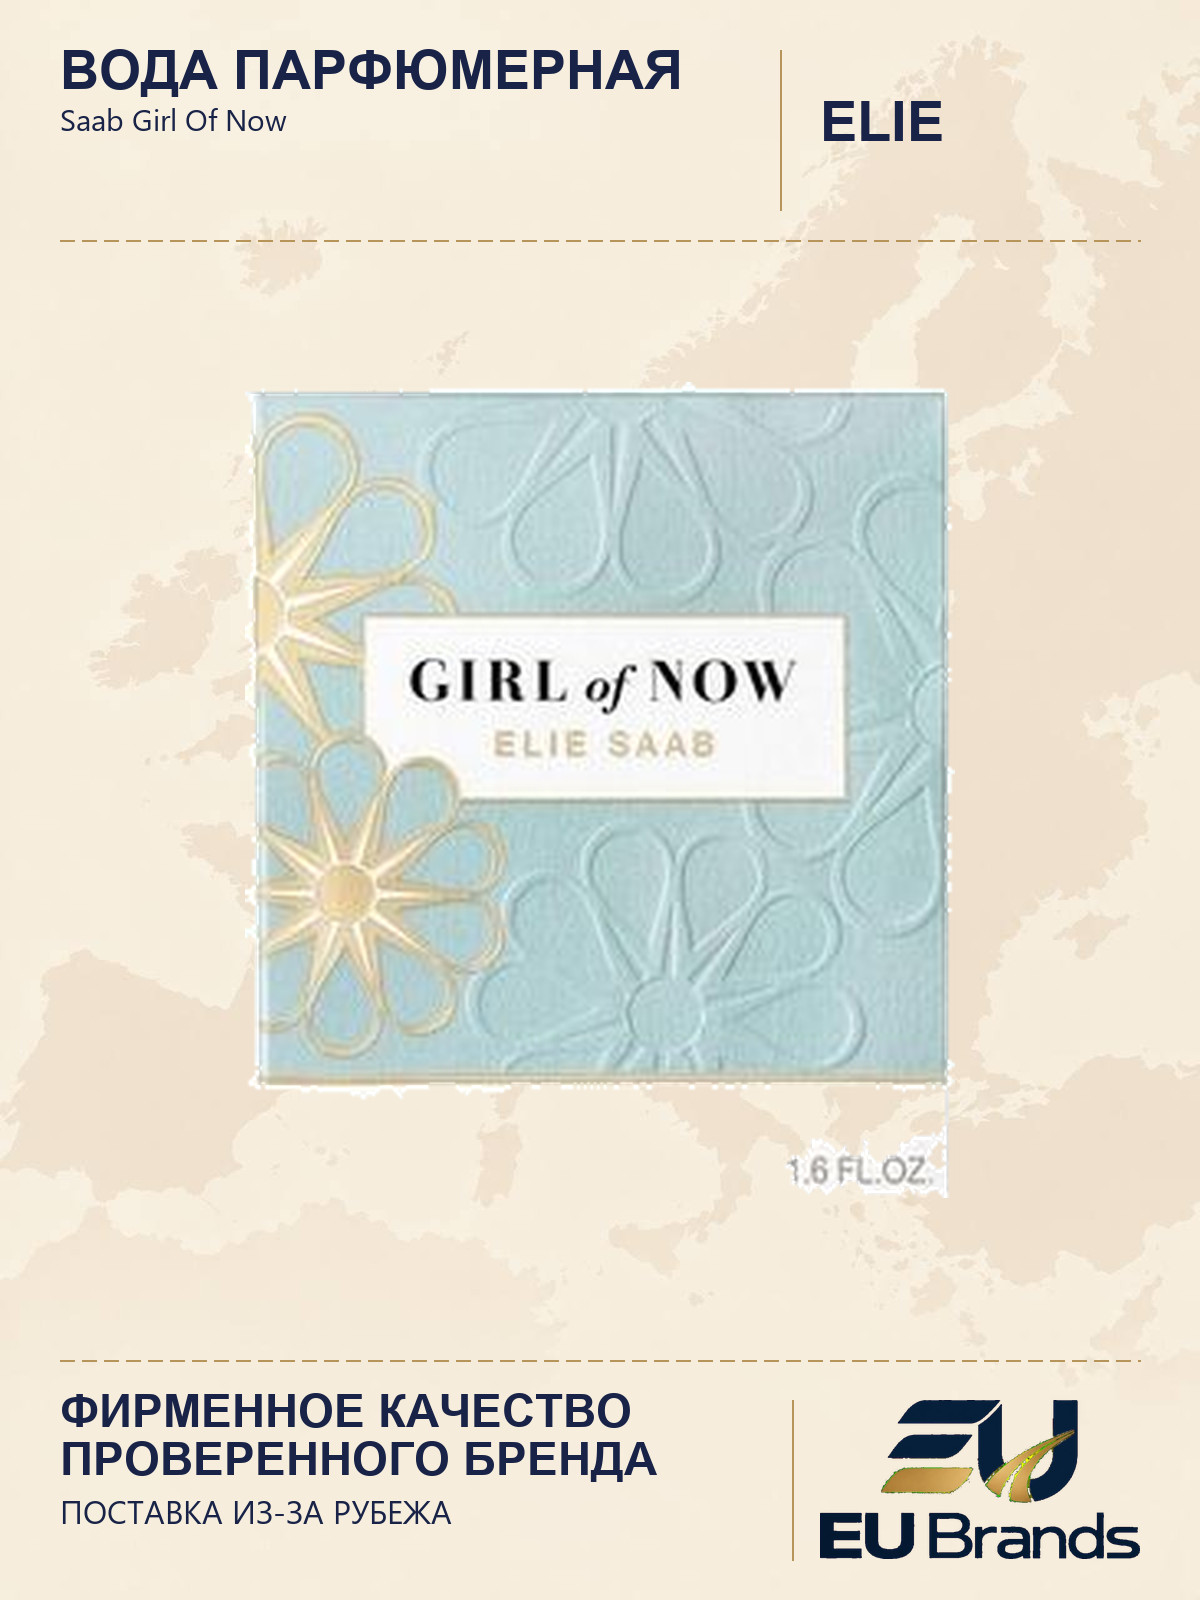 ВОДА ПАРФЮМЕРНАЯ
Saab Girl Of Now
ELIE
GIRL of NOW
ELIE SAAB
1.6 FL.OZ.
ФИРМЕННОЕ КАЧЕСТВО
ПРОВЕРЕННОГО БРЕНДА
ПОСТАВКА ИЗ-ЗА РУБЕЖА
EU
EU Brands